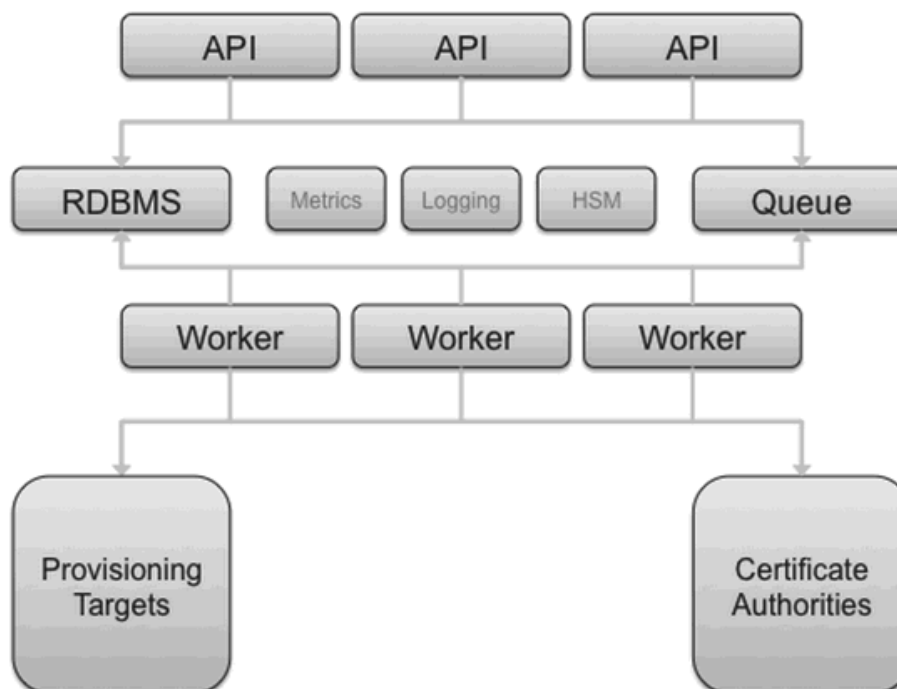 API API API
RDBMS Metrics Logging HSM Queue
Worker Worker Worker
Provisioning Certificate
Targets Authorities